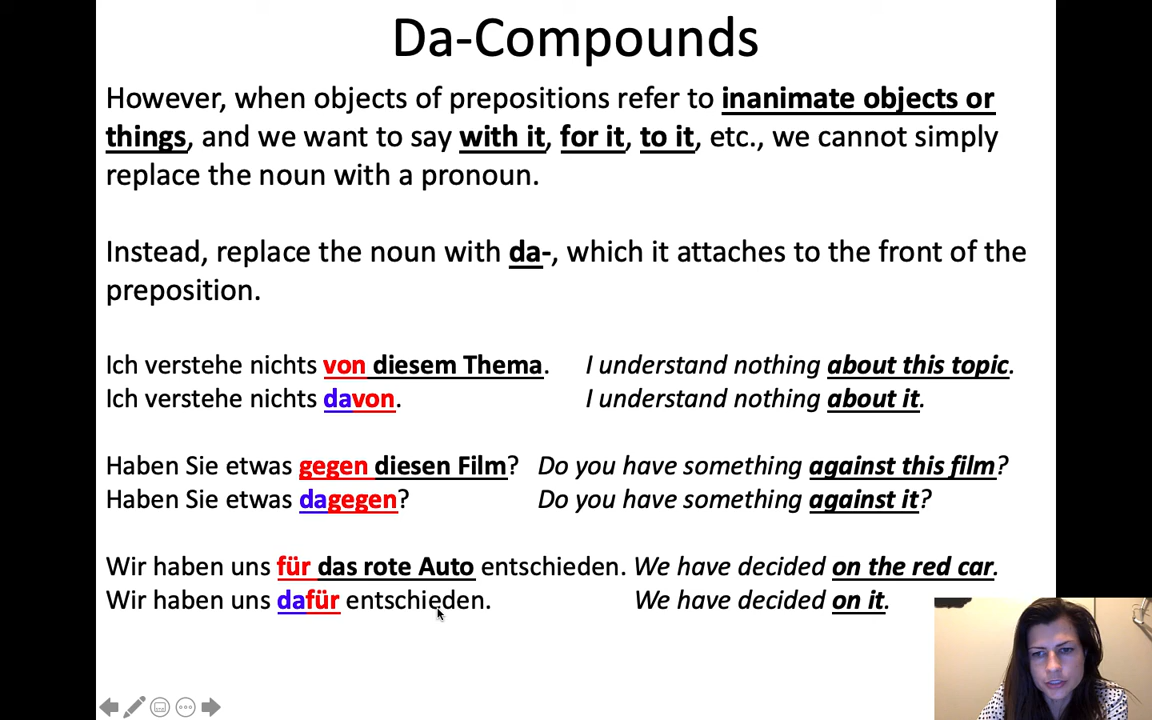 Da-Compounds
However, when objects of prepositions refer to inanimate objects or
things, and we want to say with it, for it, to it, etc., we cannot simply
replace the noun with a pronoun.
Instead, replace the noun with da-, which it attaches to the front of the
preposition.
Ich verstehe nichts von diesem Thema. I understand nothing about this topic.
Ich verstehe nichts davon. I understand nothing about it.
Haben Sie etwas gegen diesen Film? Do you have something against this film?
Haben Sie etwas dagegen? Do you have something against it?
Wir haben uns für das rote Auto entschieden. We have decided on the red car.
Wir haben uns dafür entschieden. We have decided on it.